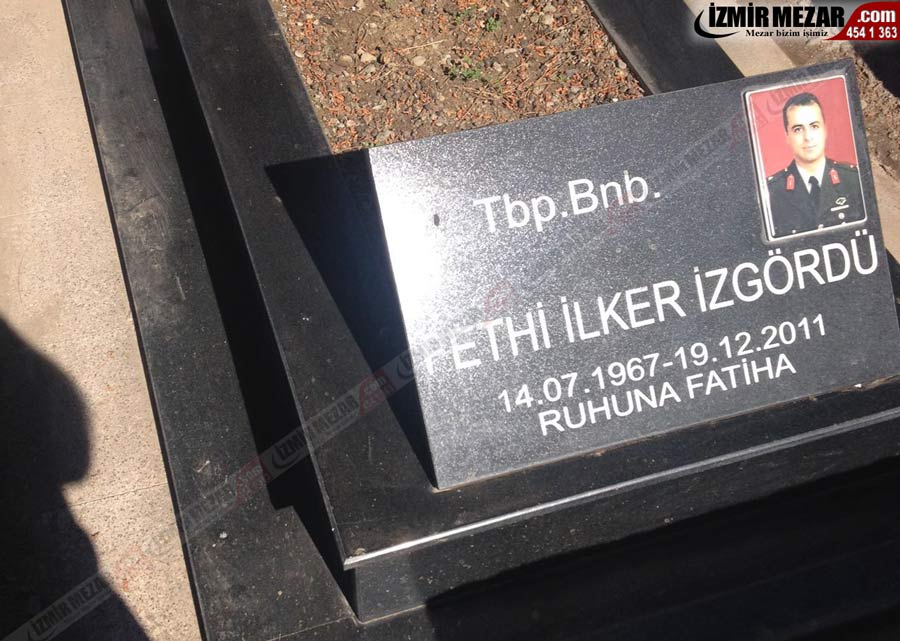 İZMİR MEZAR.com
Mezar bizim işimiz 454 1 363
Tbp.Bnb.
FETHİ İLKER İZGÖRDÜ
14.07.1967-19.12.2011
RUHUNA FATİHA